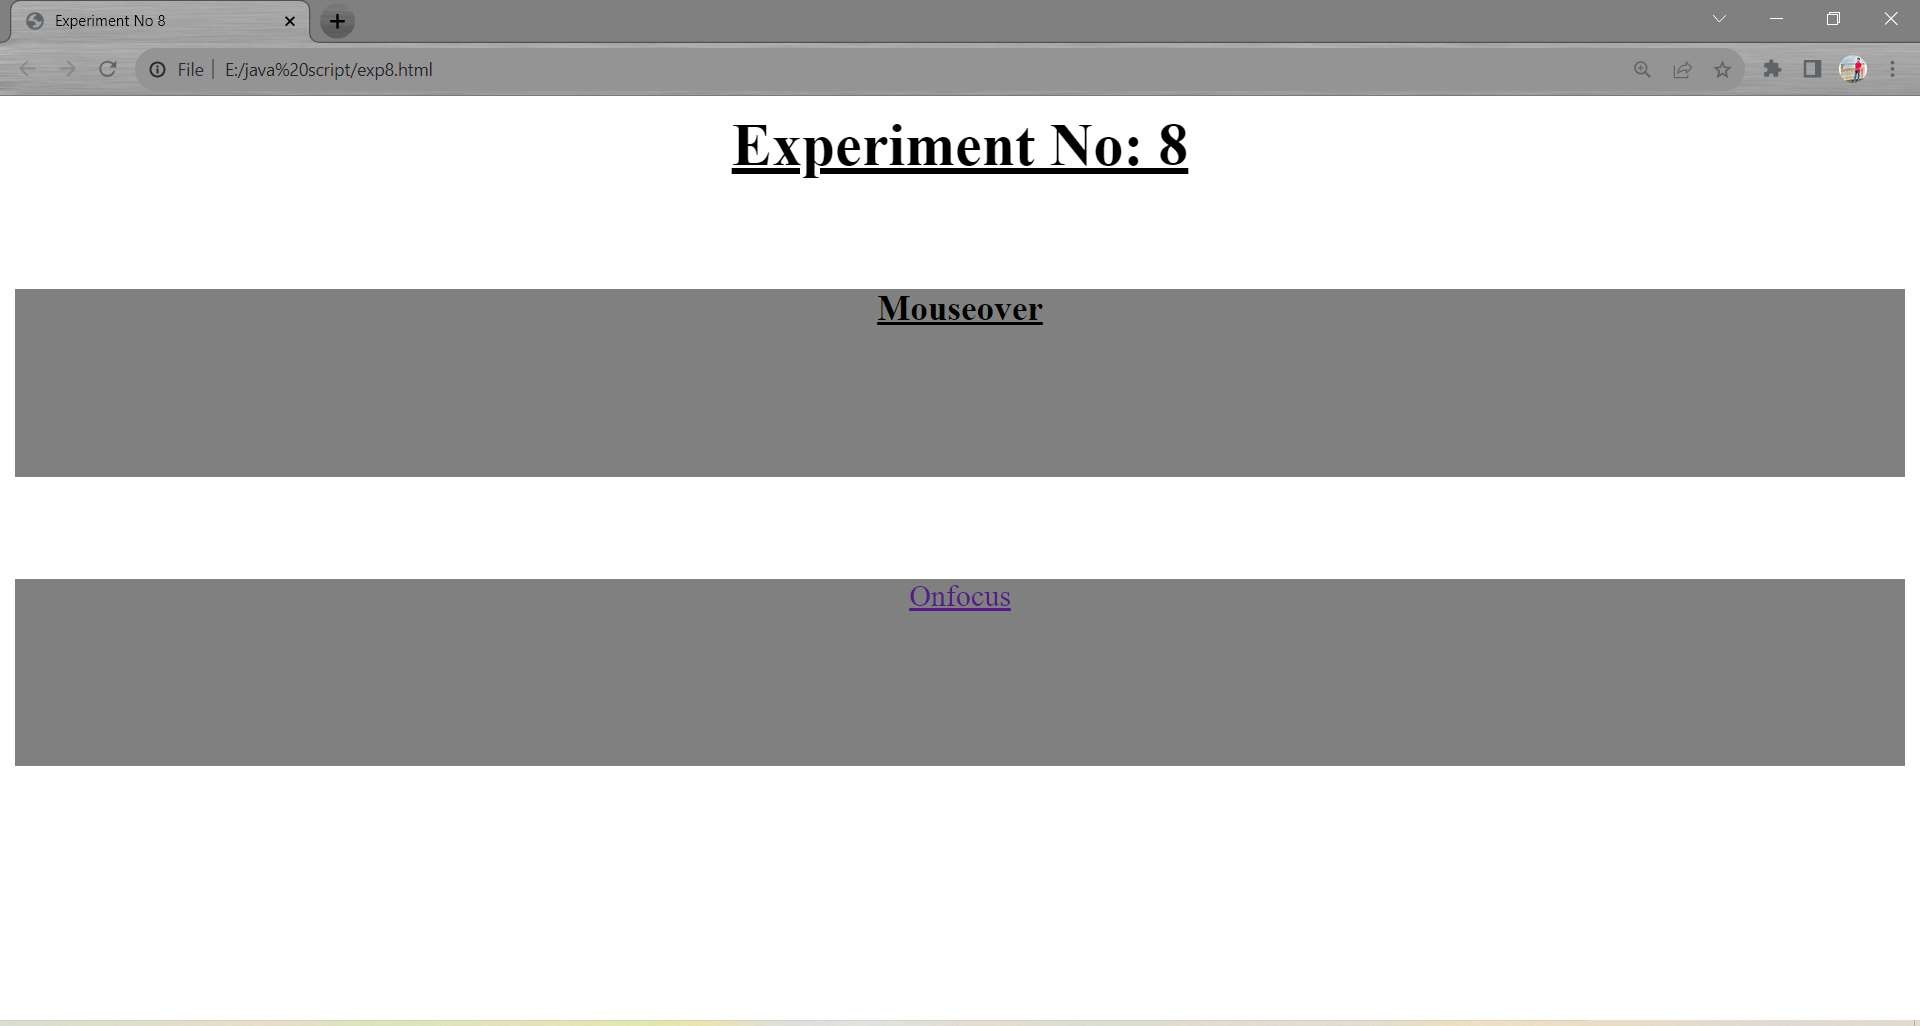 Experiment No 8
File E:/java%20script/exp8.html
Experiment No: 8
Mouseover
Onfocus